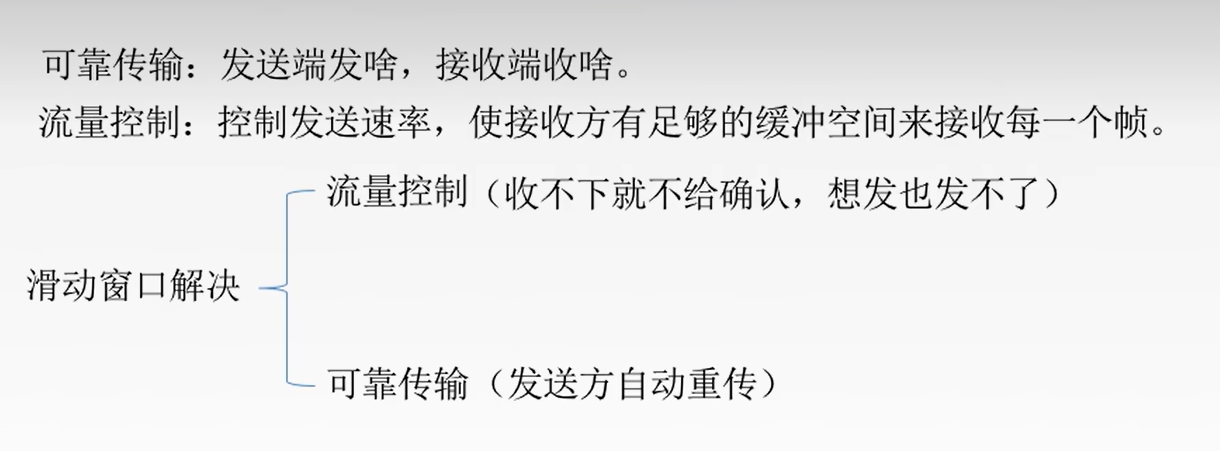 可靠传输：发送端发啥，接收端收啥。
流量控制：控制发送速率，使接收方有足够的缓冲空间来接收每一个帧。
流量控制（收不下就不给确认，想发也发不了）
滑动窗口解决
可靠传输（发送方自动重传）